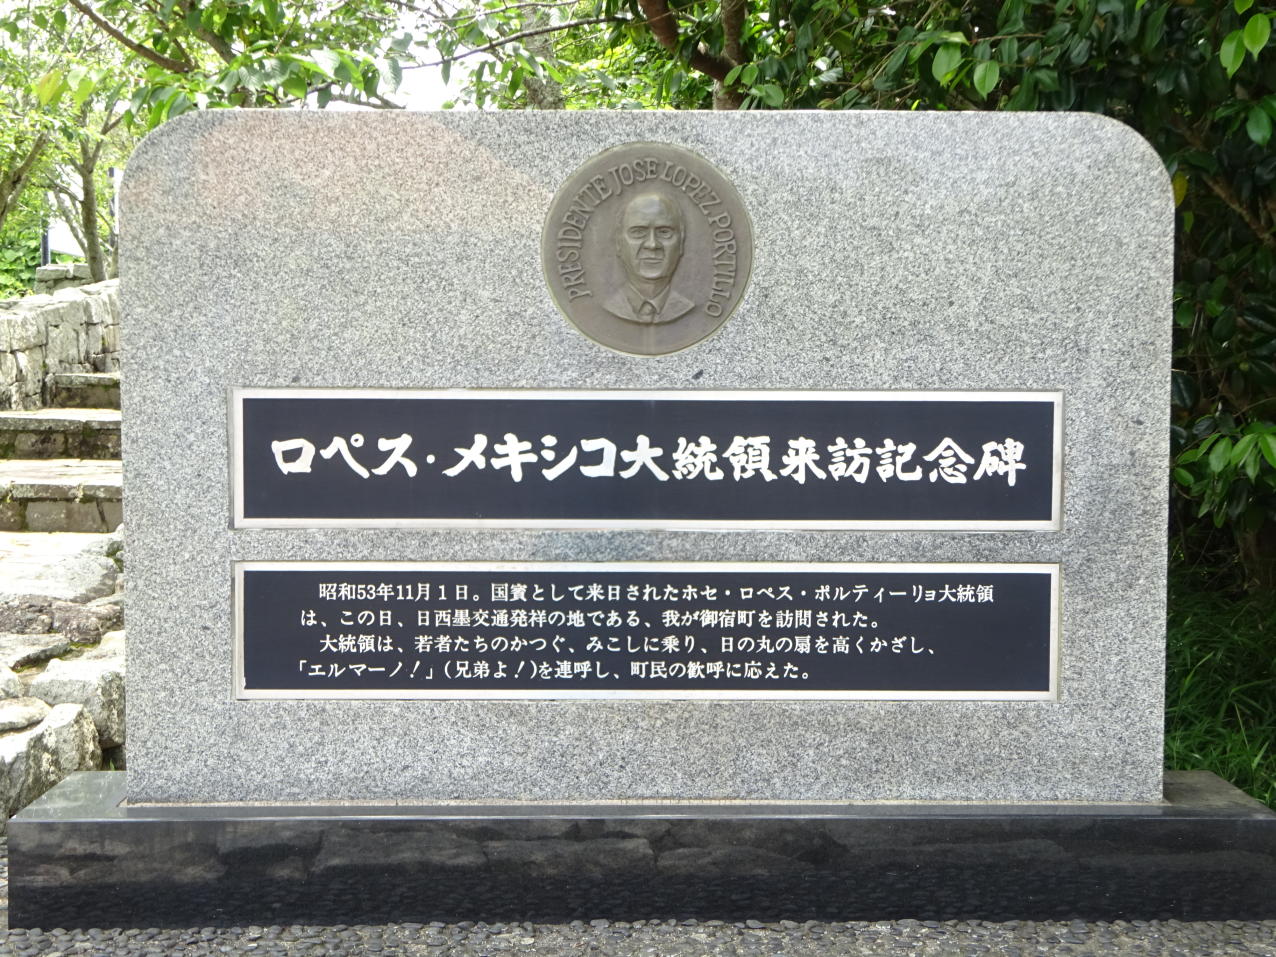 PRESIDENTE JOSE LOPEZ PORTILLO
ロペス・メキシコ大統領来訪記念碑
昭和53年11月1日。国賓として来日されたホセ・ロペス・ポルティーリョ大統領
は、この日、日西墨交通発祥の地である、我が御宿町を訪問された。
大統領は、若者たちのかつぐ、みこしに乗り、日の丸の扇を高くかざし、
「エルマーノ！」(兄弟よ！)を連呼し、町民の歓呼に応えた。